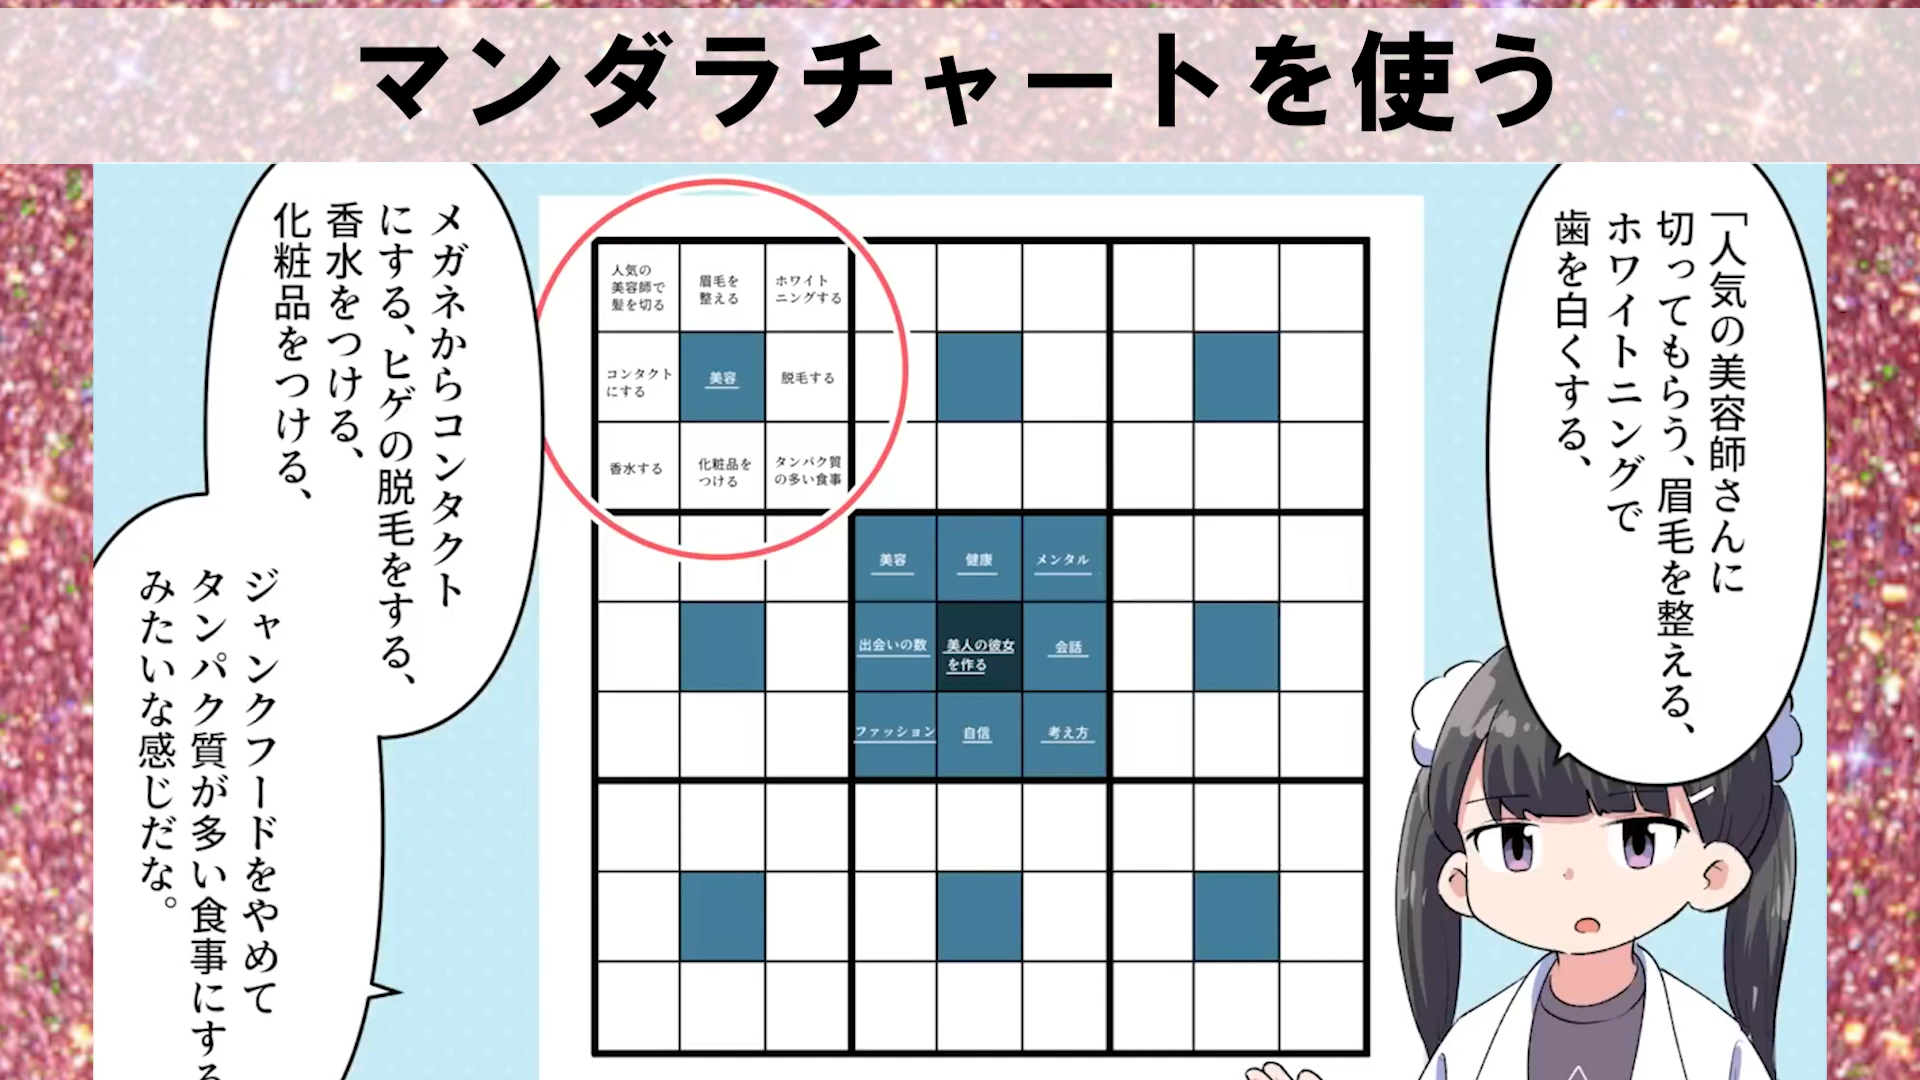 マンダラチャートを使う
「人気の美容師さんに
切ってもらう、眉毛を整える、
ホワイトニングで
歯を白くする、
メガネからコンタクト
にする、ヒゲの脱毛をする、
香水をつける、
化粧品をつける、
ジャンクフードをやめて
タンパク質が多い食事にする
みたいな感じだな。
人気の
美容師で
髪を切る
眉毛を
整える
ホワイト
ニングする
コンタクト
にする
美容
脱毛する
香水する
化粧品を
つける
タンパク質
の多い食事
美容
健康
メンタル
出会いの数
美人の彼女
を作る
会話
ファッション
自信
考え方